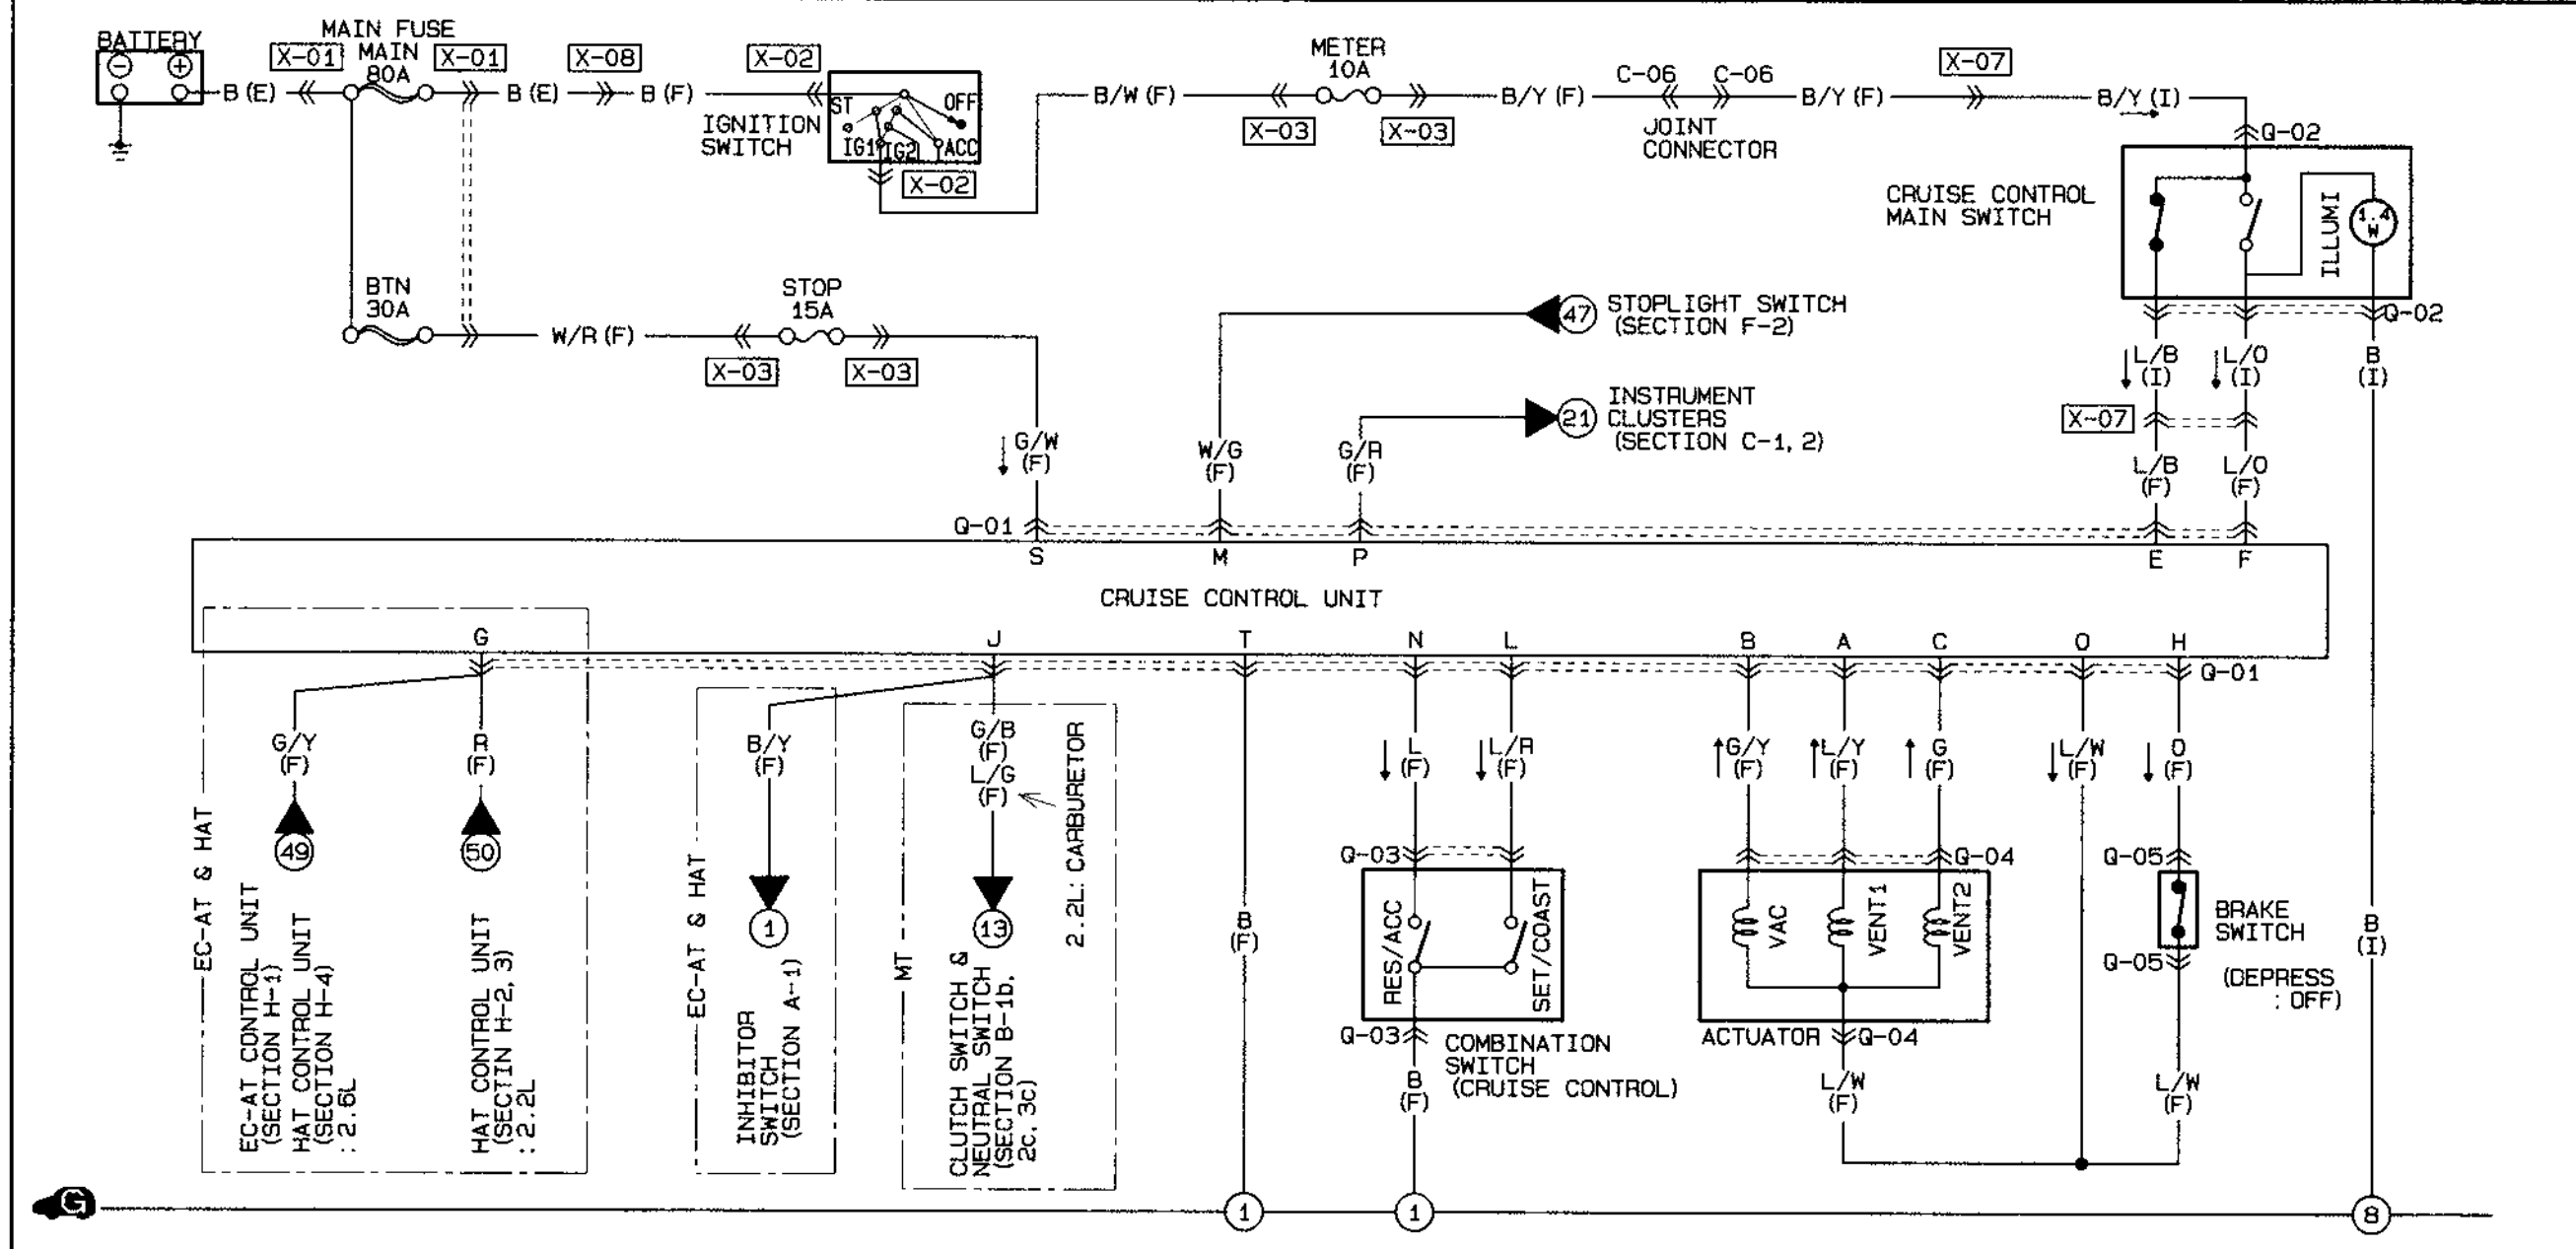 BATTERY
MAIN FUSE
MAIN
80A
X-01
X-01
X-08
X-02
B (E)
B (E)
B (F)
ST
OFF
IG1
IG2
ACC
IGNITION
SWITCH
X-02
B/W (F)
METER
10A
X-03
X-03
B/Y (F)
C-06
C-06
JOINT
CONNECTOR
B/Y (F)
X-07
B/Y (I)
Q-02
CRUISE CONTROL
MAIN SWITCH
ILLUMI
1.4
W
Q-02
BTN
30A
W/R (F)
STOP
15A
X-03
X-03
47
STOPLIGHT SWITCH
(SECTION F-2)
21
INSTRUMENT
CLUSTERS
(SECTION C-1, 2)
L/B
(I)
L/O
(I)
B
(I)
X-07
G/W
(F)
W/G
(F)
G/R
(F)
L/B
(F)
L/O
(F)
Q-01
S
M
P
E
F
CRUISE CONTROL UNIT
G
J
T
N
L
B
A
C
O
H
Q-01
G/Y
(F)
R
(F)
B/Y
(F)
G/B
(F)
L/G
(F)
2.2L: CARBURETOR
L
(F)
L/R
(F)
G/Y
(F)
L/Y
(F)
G
(F)
L/W
(F)
O
(F)
49
50
1
13
EC-AT & HAT
EC-AT CONTROL UNIT
(SECTION H-1)
HAT CONTROL UNIT
(SECTION H-4)
: 2.6L
HAT CONTROL UNIT
(SECTIN H-2, 3)
: 2.2L
EC-AT & HAT
INHIBITOR
SWITCH
(SECTION A-1)
MT
CLUTCH SWITCH &
NEUTRAL SWITCH
(SECTION B-1b,
2c, 3c)
B
(F)
Q-03
RES/ACC
SET/COAST
Q-03
COMBINATION
SWITCH
(CRUISE CONTROL)
B
(F)
Q-04
VAC
VENT1
VENT2
ACTUATOR
Q-04
L/W
(F)
Q-05
BRAKE
SWITCH
Q-05
(DEPRESS
: OFF)
L/W
(F)
B
(I)
G
1
1
8